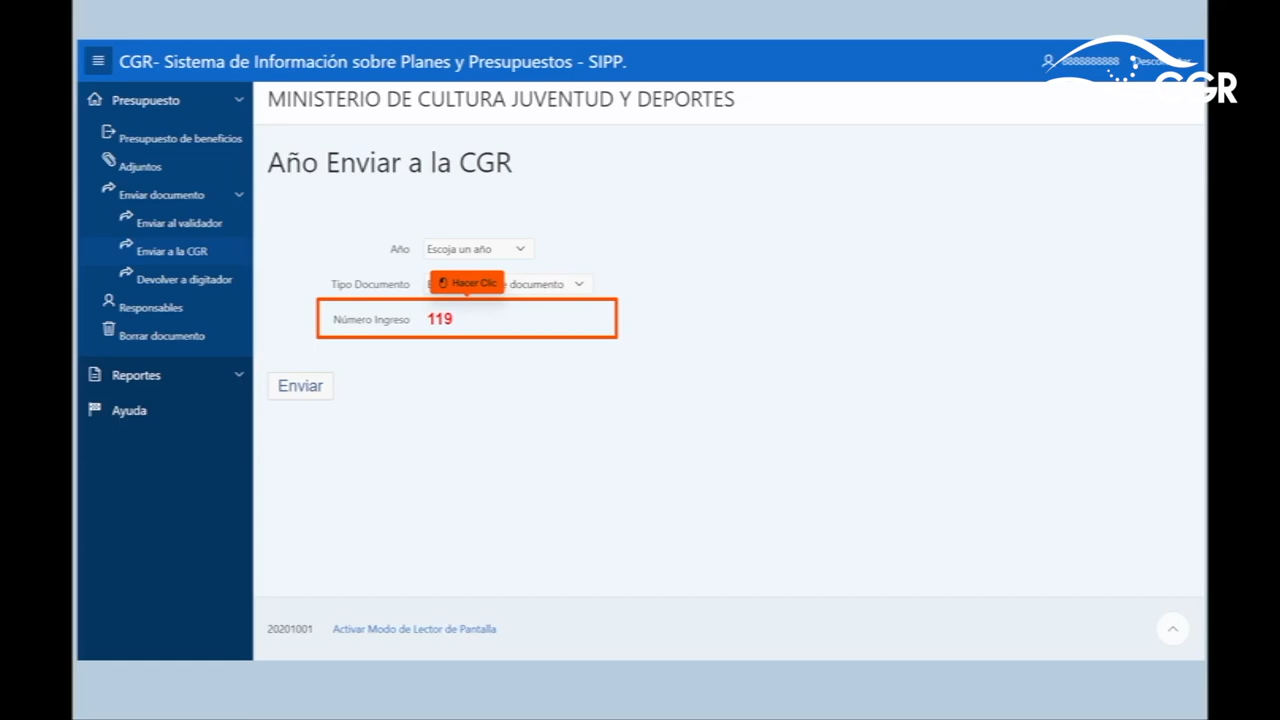 CGR- Sistema de Información sobre Planes y Presupuestos - SIPP.
8888888888
CGR
Presupuesto
Presupuesto de beneficios
Adjuntos
Enviar documento
Enviar al validador
Enviar a la CGR
Devolver a digitador
Responsables
Borrar documento
Reportes
Ayuda
MINISTERIO DE CULTURA JUVENTUD Y DEPORTES
Año Enviar a la CGR
Año Escoja un año
Hacer Clic
Tipo Documento documento
Número Ingreso 119
Enviar
20201001 Activar Modo de Lector de Pantalla